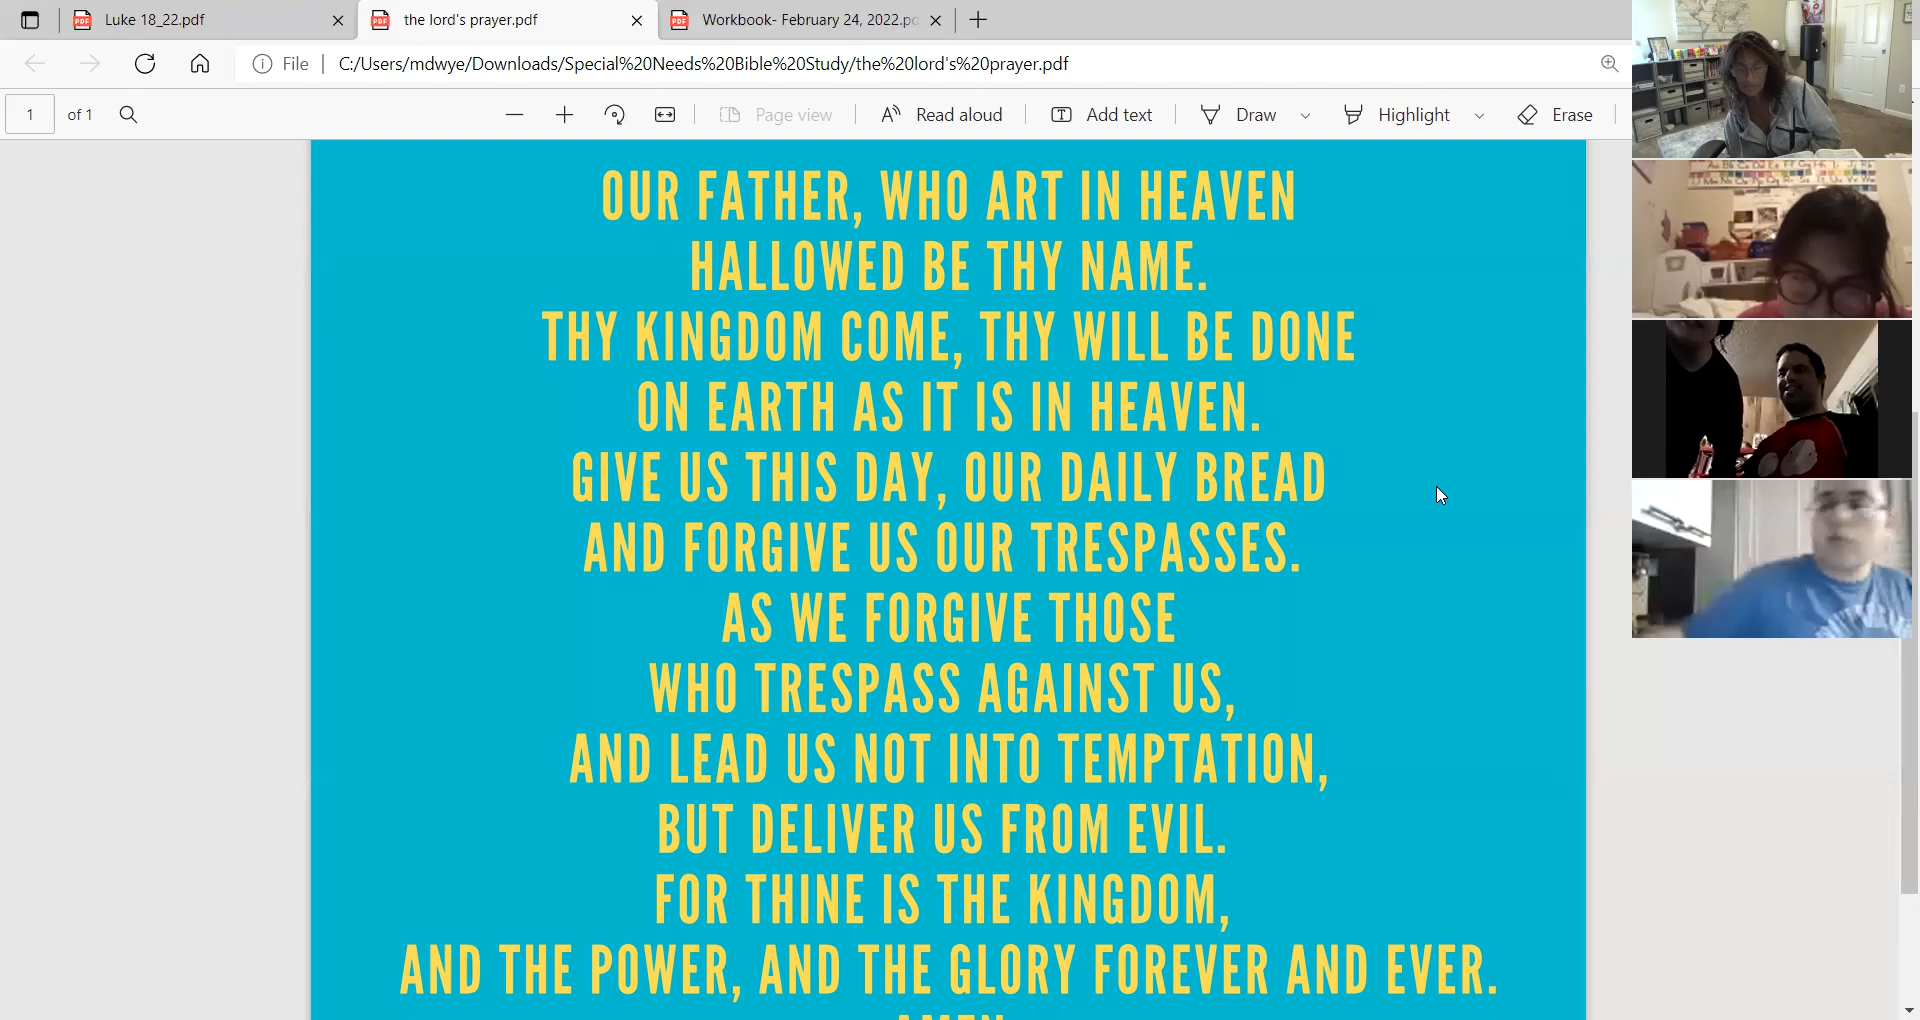 Luke 18_22.pdf
the lord's prayer.pdf
Workbook- February 24, 2022.pd
File
C:/Users/mdwye/Downloads/Special%20Needs%20Bible%20Study/the%20lord's%20prayer.pdf
1 of 1
Page view
Read aloud
Add text
Draw
Highlight
Erase
OUR FATHER, WHO ART IN HEAVEN
HALLOWED BE THY NAME.
THY KINGDOM COME, THY WILL BE DONE
ON EARTH AS IT IS IN HEAVEN.
GIVE US THIS DAY, OUR DAILY BREAD
AND FORGIVE US OUR TRESPASSES.
AS WE FORGIVE THOSE
WHO TRESPASS AGAINST US,
AND LEAD US NOT INTO TEMPTATION,
BUT DELIVER US FROM EVIL.
FOR THINE IS THE KINGDOM,
AND THE POWER, AND THE GLORY FOREVER AND EVER.
AMEN